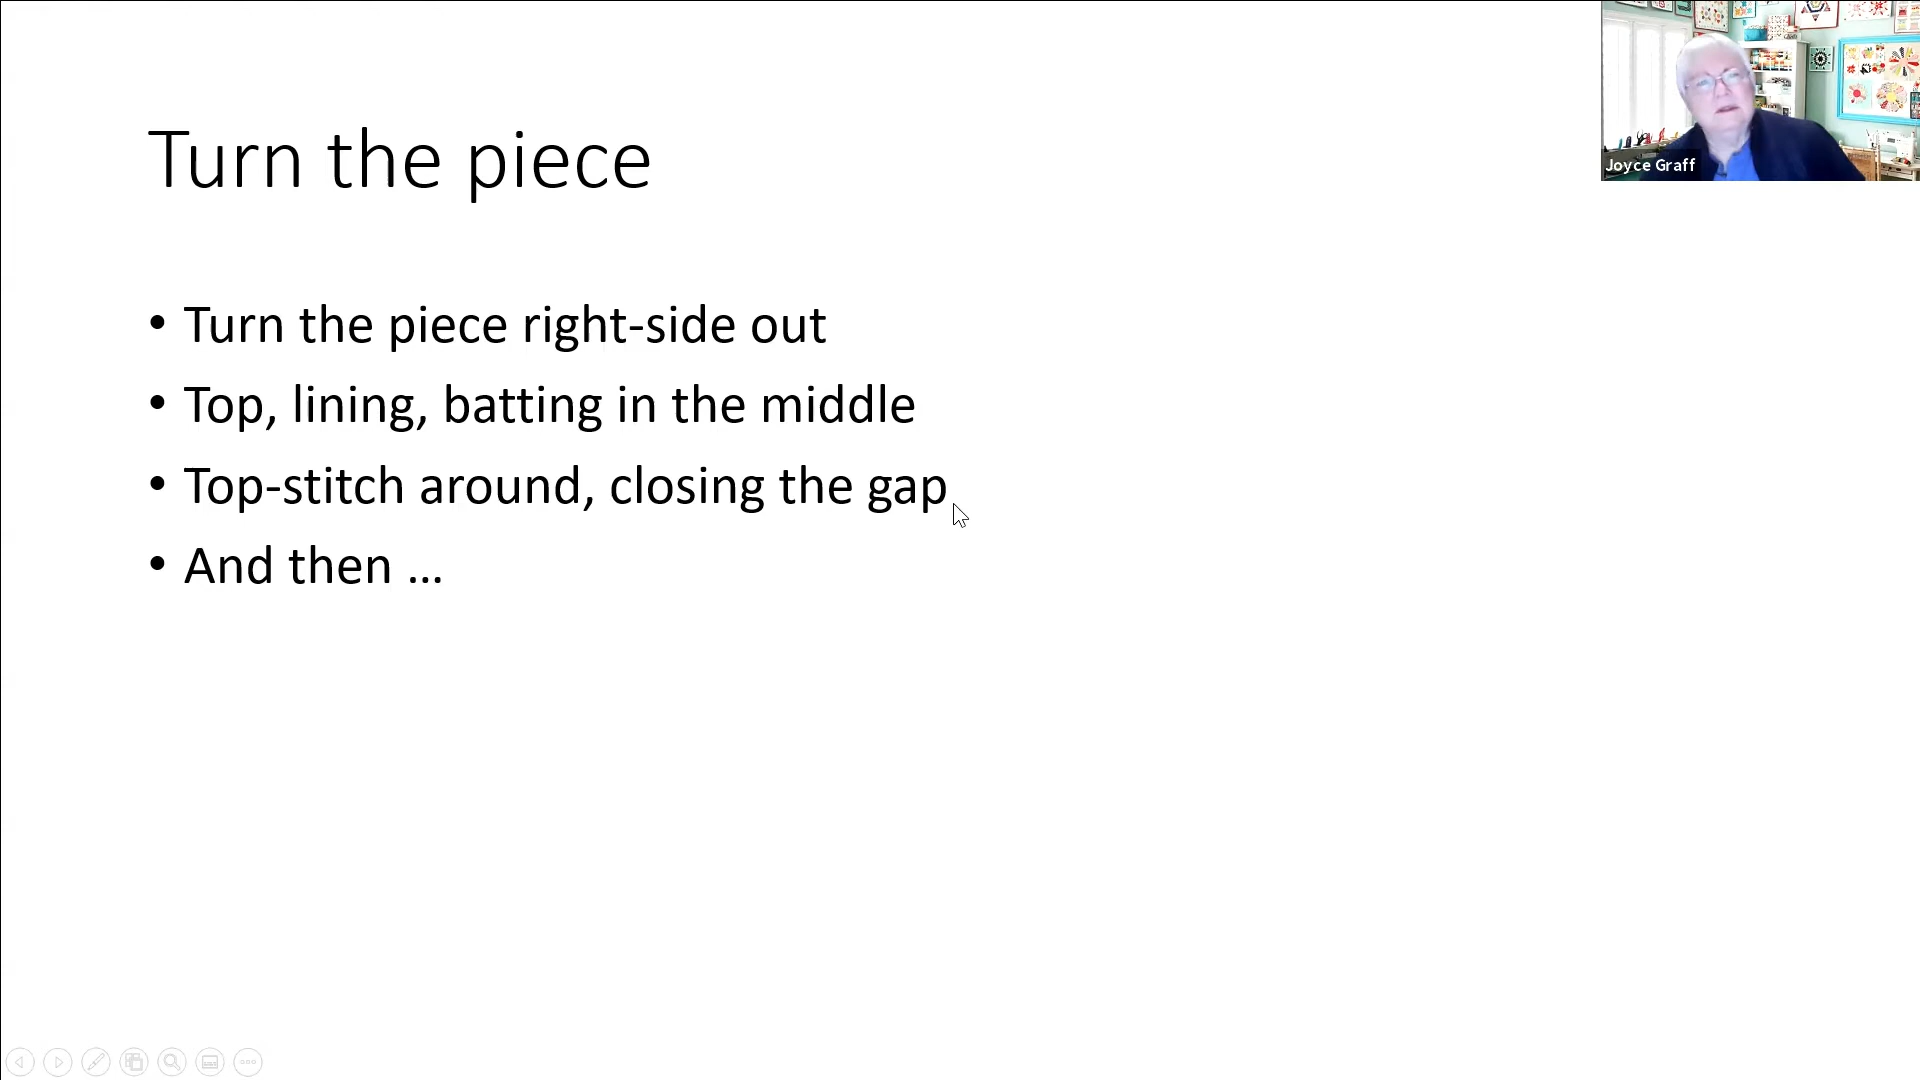 Turn the piece
• Turn the piece right-side out
• Top, lining, batting in the middle
• Top-stitch around, closing the gap
• And then ...
Joyce Graff